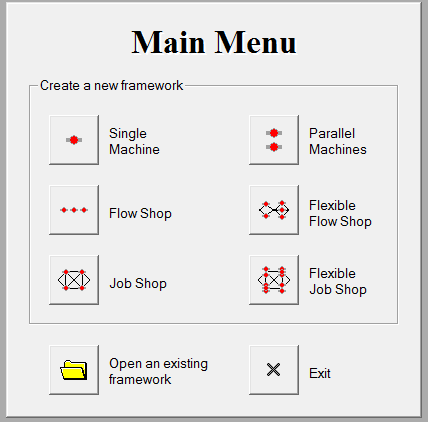 Main Menu
Create a new framework
Single
Machine
Parallel
Machines
Flow Shop
Flexible
Flow Shop
Job Shop
Flexible
Job Shop
Open an existing
framework
Exit